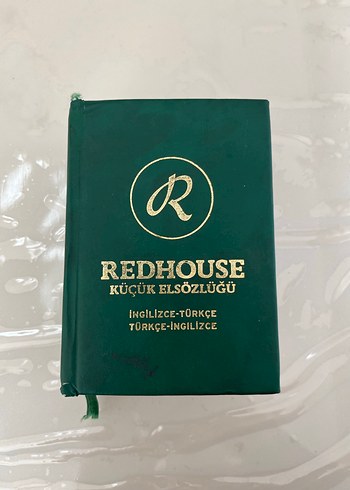 R
REDHOUSE
KÜÇÜK ELSÖZLÜĞÜ
İNGİLİZCE-TÜRKÇE
TÜRKÇE-İNGİLİZCE